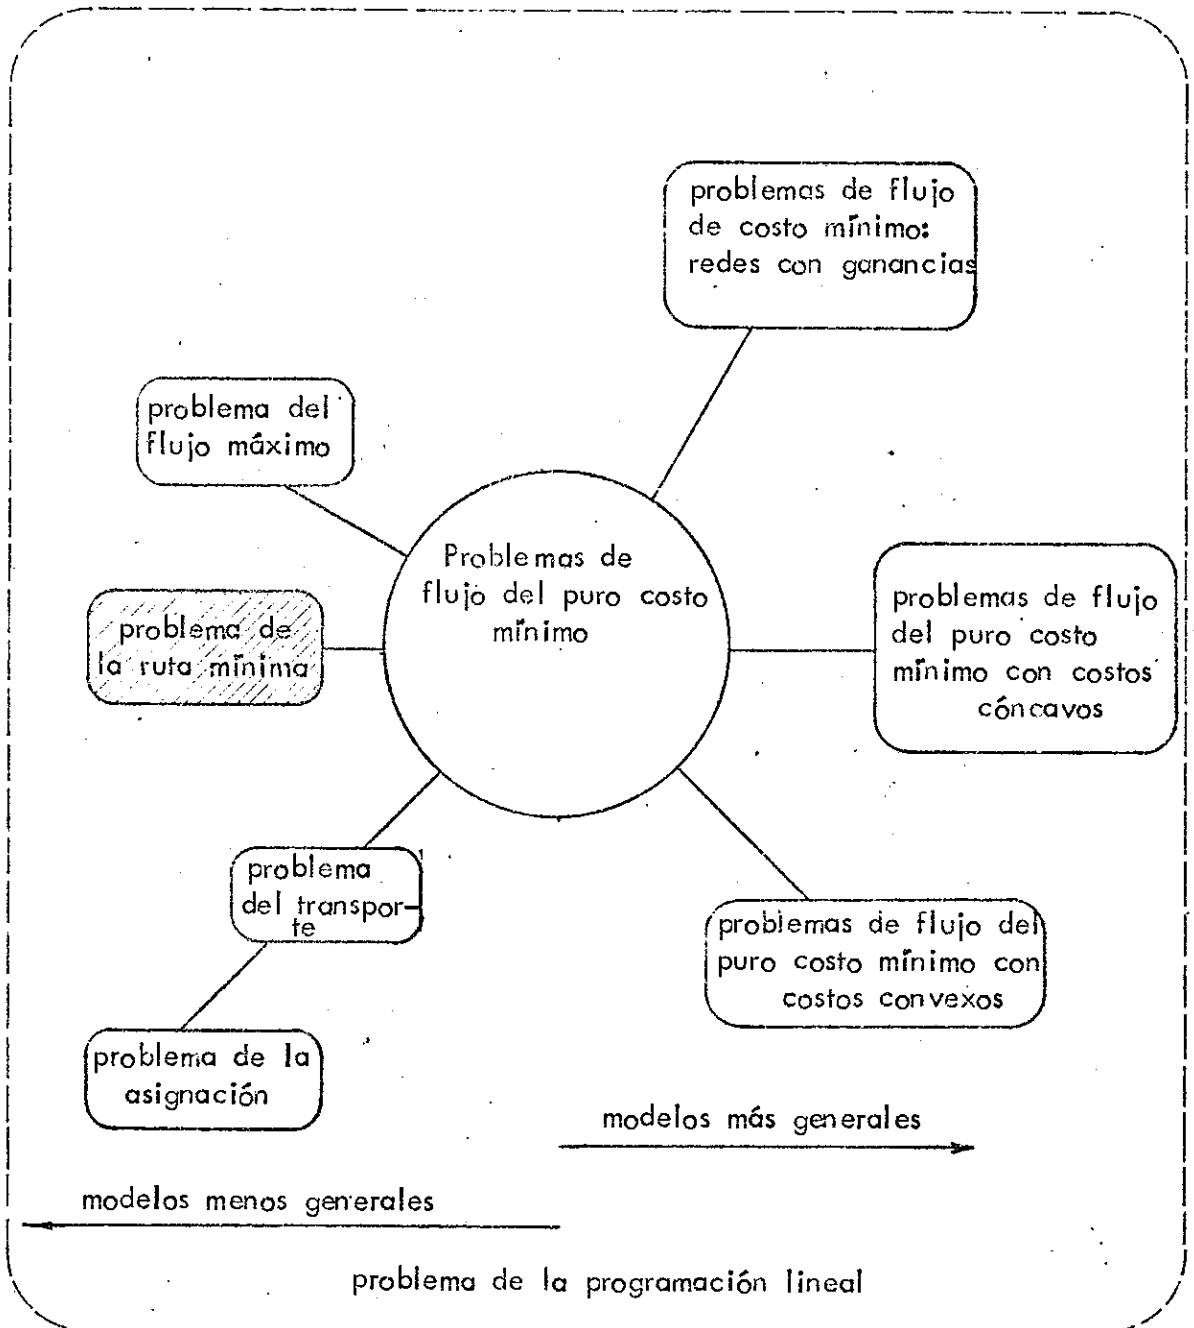 problemas de flujo
de costo mínimo:
redes con ganancias
problema del
flujo máximo
Problemas de
flujo del puro costo
mínimo
problema de
la ruta mínima
problemas de flujo
del puro costo
mínimo con costos
cóncavos
problema
del transpor-
te
problemas de flujo del
puro costo mínimo con
costos convexos
problema de la
asignación
modelos más generales
modelos menos generales
problema de la programación lineal